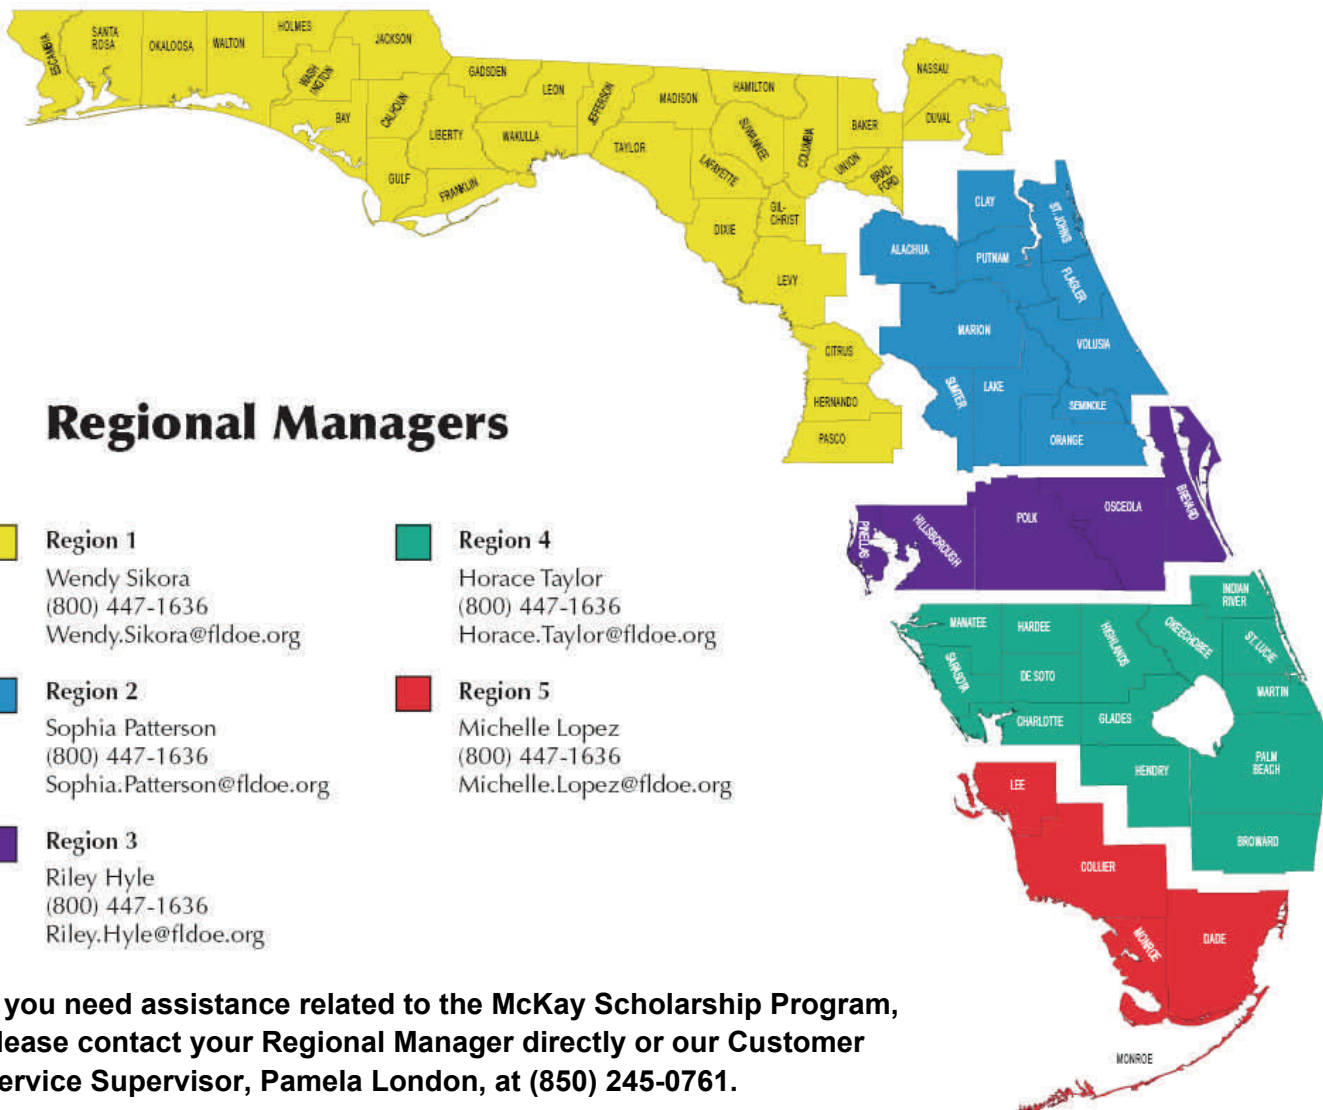 HOLMES
SANTA
ROSA
ESCAMBIA
OKALOOSA
WALTON
JACKSON
WASH
INGTON
BAY
CALHOUN
GADSDEN
LEON
JEFFERSON
LIBERTY
WAKULLA
GULF
FRANKLIN
MADISON
HAMILTON
TAYLOR
SUWANNEE
LAFAYETTE
COLUMBIA
BAKER
NASSAU
DUVAL
UNION
BRAD-
FORD
GIL-
CHRIST
DIXIE
LEVY
CITRUS
HERNANDO
PASCO
CLAY
ST. JOHNS
ALACHUA
PUTNAM
FLAGLER
MARION
VOLUSIA
SUMTER
LAKE
SEMINOLE
ORANGE
Regional Managers
Region 1
Wendy Sikora
(800) 447-1636
Wendy.Sikora@fldoe.org
Region 2
Sophia Patterson
(800) 447-1636
Sophia.Patterson@fldoe.org
Region 3
Riley Hyle
(800) 447-1636
Riley.Hyle@fldoe.org
Region 4
Horace Taylor
(800) 447-1636
Horace.Taylor@fldoe.org
Region 5
Michelle Lopez
(800) 447-1636
Michelle.Lopez@fldoe.org
PINELLAS
HILLSBOROUGH
POLK
OSCEOLA
BREVARD
INDIAN
RIVER
MANATEE
HARDEE
HIGHLANDS
OKEECHOBEE
ST. LUCIE
SARASOTA
DE SOTO
MARTIN
CHARLOTTE
GLADES
HENDRY
PALM
BEACH
BROWARD
LEE
COLLIER
MONROE
DADE
MONROE
you need assistance related to the McKay Scholarship Program,
lease contact your Regional Manager directly or our Customer
ervice Supervisor, Pamela London, at (850) 245-0761.